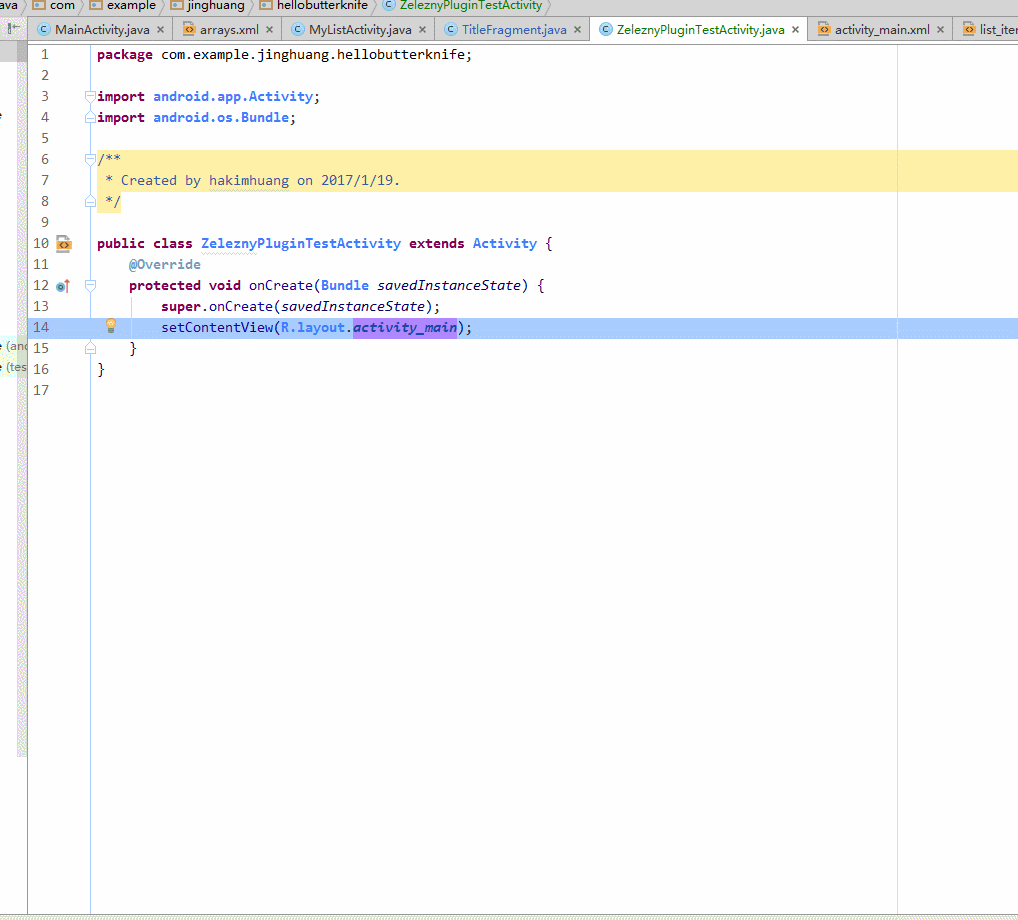 ava com example jinghuang hellobutterknife ZeleznyPluginTestActivity
MainActivity.java arrays.xml MyListActivity.java TitleFragment.java ZeleznyPluginTestActivity.java activity_main.xml list_iter
1 package com.example.jinghuang.hellobutterknife;
2
3 import android.app.Activity;
4 import android.os.Bundle;
5
6 /**
7 * Created by hakimhuang on 2017/1/19.
8 */
9
10 public class ZeleznyPluginTestActivity extends Activity {
11 @Override
12 protected void onCreate(Bundle savedInstanceState) {
13 super.onCreate(savedInstanceState);
14 setContentView(R.layout.activity_main);
e (and
15 }
e (tes
16 }
17